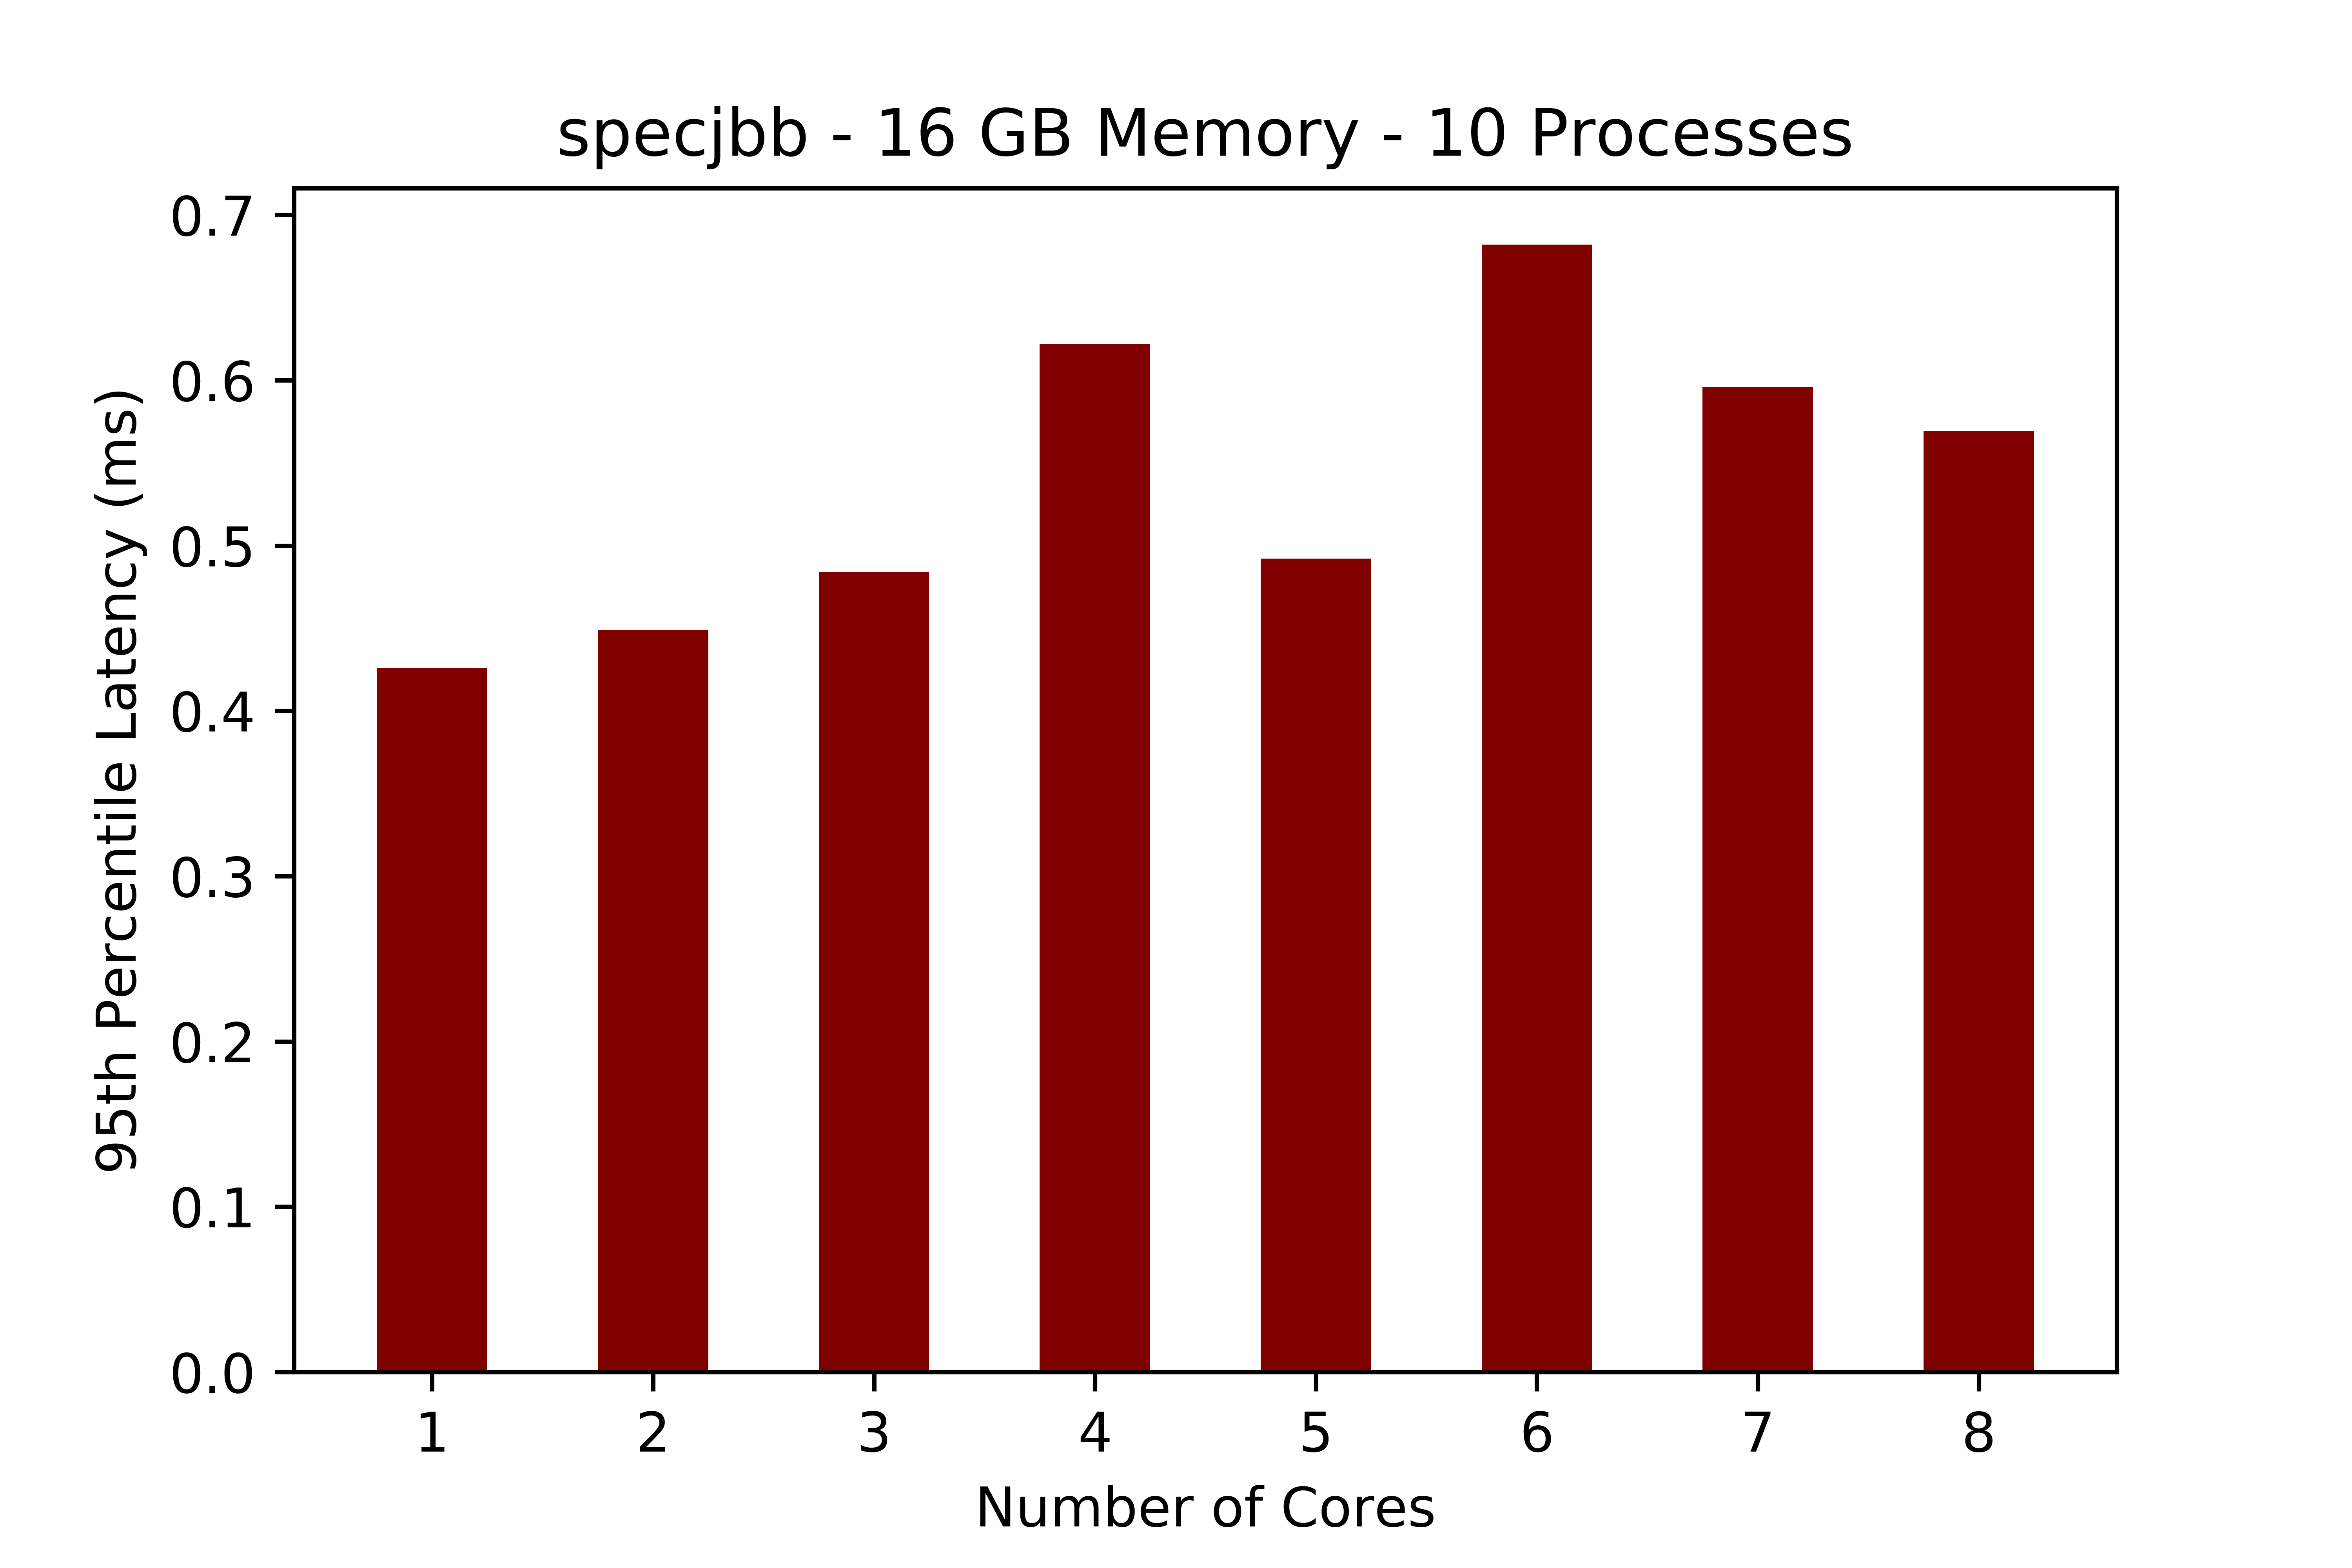 specjbb - 16 GB Memory - 10 Processes
95th Percentile Latency (ms)
0.7
0.6
0.5
0.4
0.3
0.2
0.1
0.0
1 2 3 4 5 6 7 8
Number of Cores